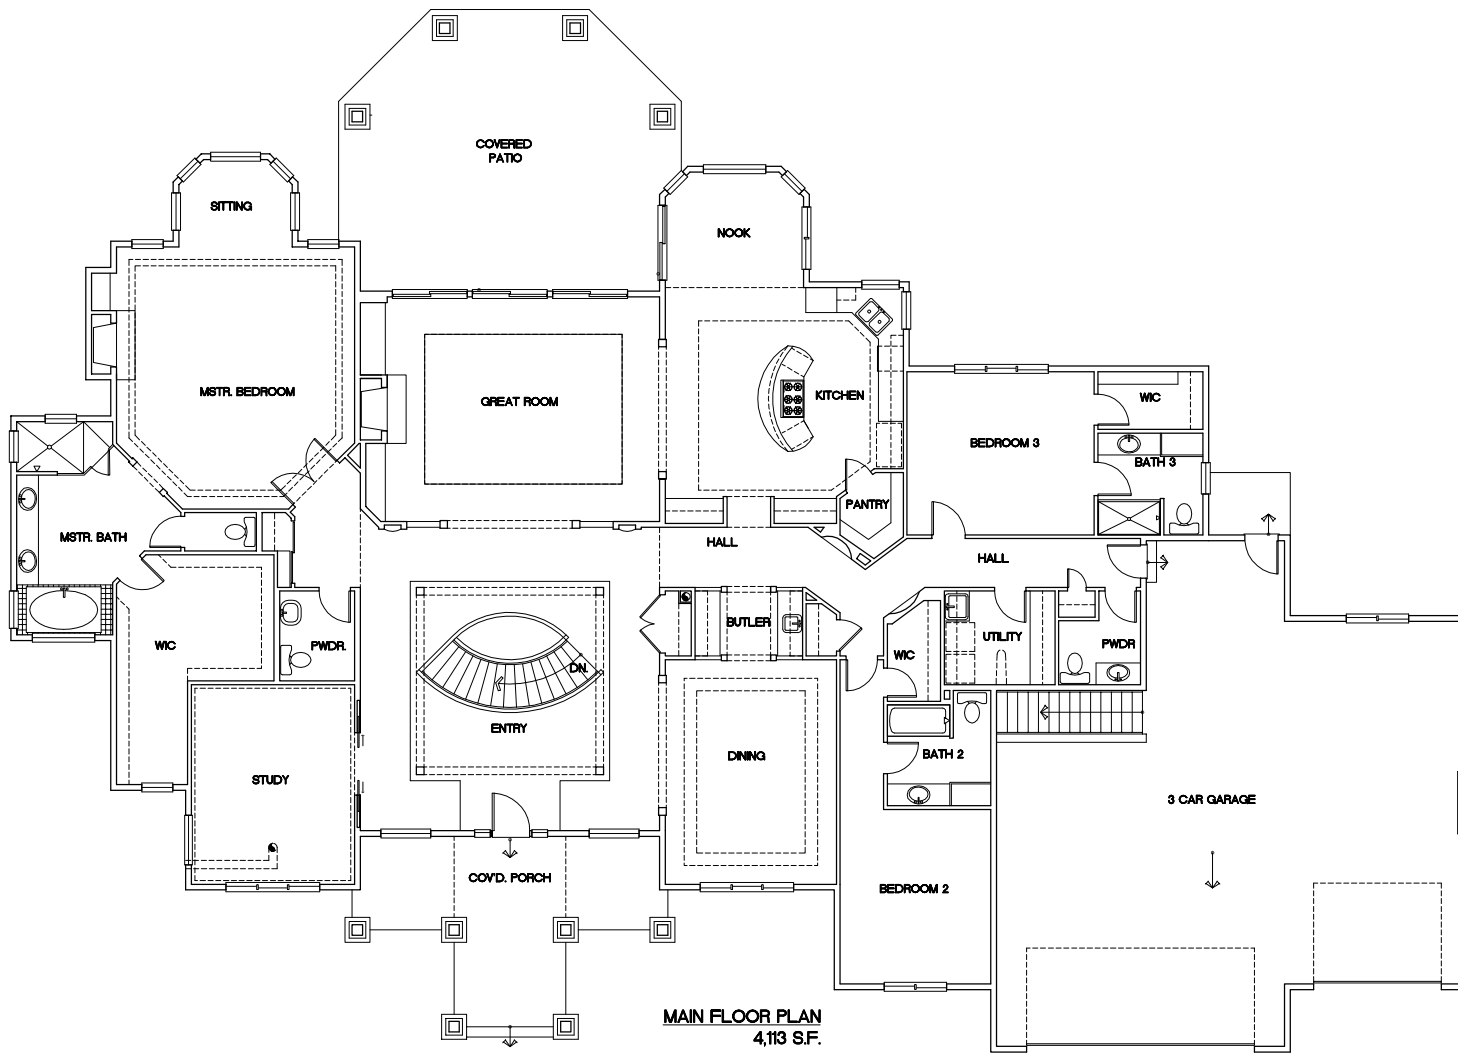 COVERED
PATIO
SITTING
NOOK
MSTR. BEDROOM
GREAT ROOM
KITCHEN
WIC
BEDROOM 3
BATH 3
PANTRY
MSTR. BATH
HALL
HALL
BUTLER
UTILITY
PWDR.
PWDR
WIC
WIC
DN.
ENTRY
DINING
BATH 2
STUDY
3 CAR GARAGE
COV'D. PORCH
BEDROOM 2
MAIN FLOOR PLAN
4,113 S.F.